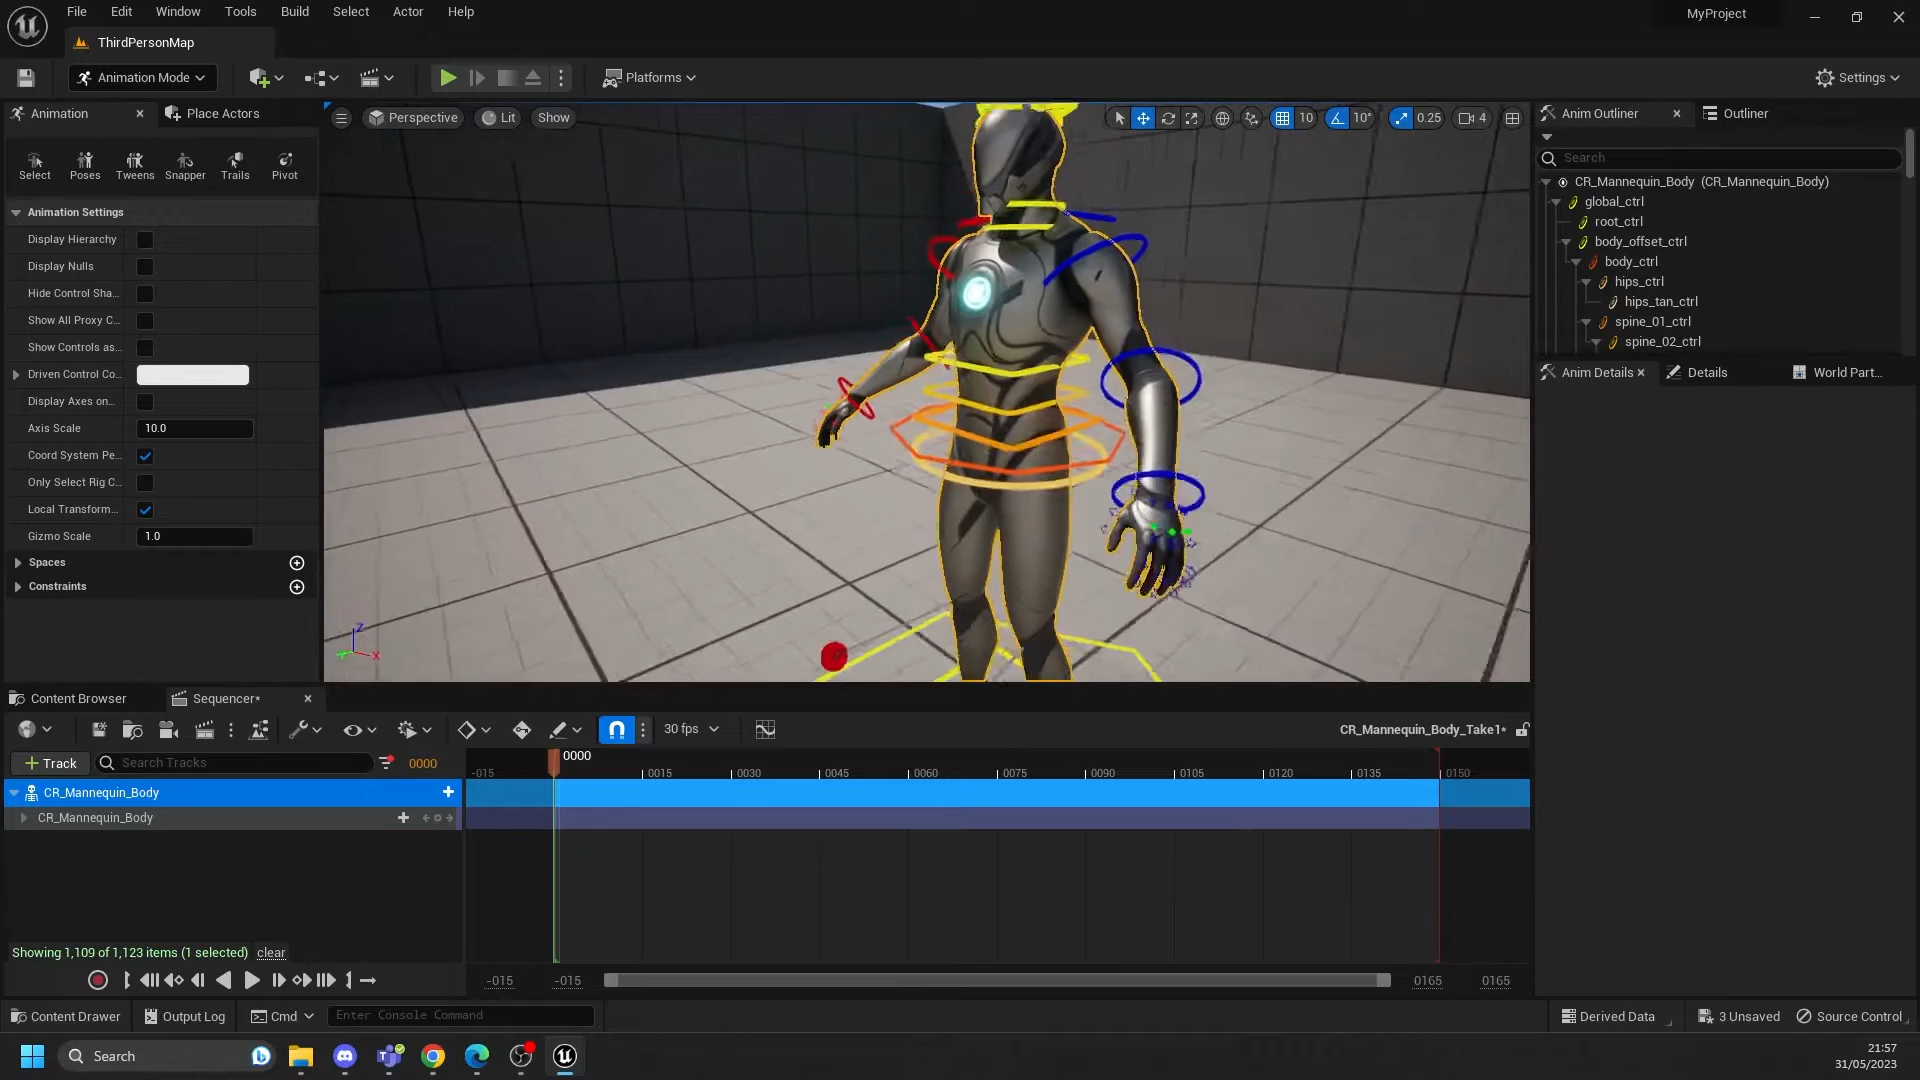 File Edit Window Tools Build Select Actor Help
MyProject
ThirdPersonMap
Animation Mode
Platforms
Settings
Animation
Place Actors
Perspective
Lit
Show
10
10°
0.25
4
Anim Outliner
Outliner
Select
Poses
Tweens
Snapper
Trails
Pivot
Search
CR_Mannequin_Body (CR_Mannequin_Body)
global_ctrl
root_ctrl
body_offset_ctrl
body_ctrl
hips_ctrl
hips_tan_ctrl
spine_01_ctrl
spine_02_ctrl
Animation Settings
Display Hierarchy
Display Nulls
Hide Control Sha...
Show All Proxy C...
Show Controls as...
Driven Control Co...
Display Axes on...
Axis Scale
10.0
Coord System Pe...
Only Select Rig C...
Local Transform...
Gizmo Scale
1.0
Spaces
Constraints
Z
X
Anim Details
Details
World Part...
Content Browser
Sequencer*
30 fps
CR_Mannequin_Body_Take1*
Track
Search Tracks
0000
0000
-015
0015
0030
0045
0060
0075
0090
0105
0120
0135
0150
CR_Mannequin_Body
CR_Mannequin_Body
Showing 1,109 of 1,123 items (1 selected) clear
-015
-015
0165
0165
Content Drawer
Output Log
Cmd
Enter Console Command
Derived Data
3 Unsaved
Source Control
Search
21:57
31/05/2023